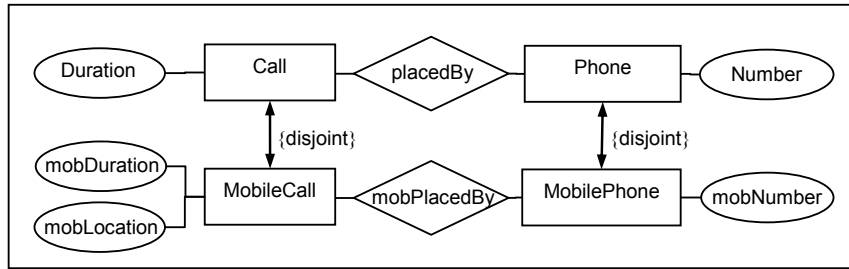 Duration
Call
placedBy
Phone
Number
{disjoint}
{disjoint}
mobDuration
mobLocation
MobileCall
mobPlacedBy
MobilePhone
mobNumber